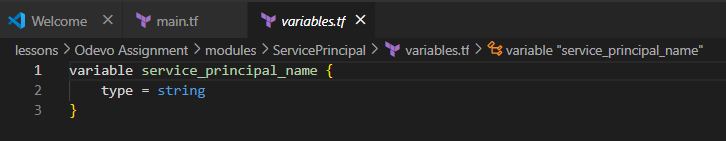 Welcome main.tf variables.tf
lessons > Odevo Assignment > modules > ServicePrincipal > variables.tf > variable "service_principal_name"
1 variable service_principal_name {
2 type = string
3 }